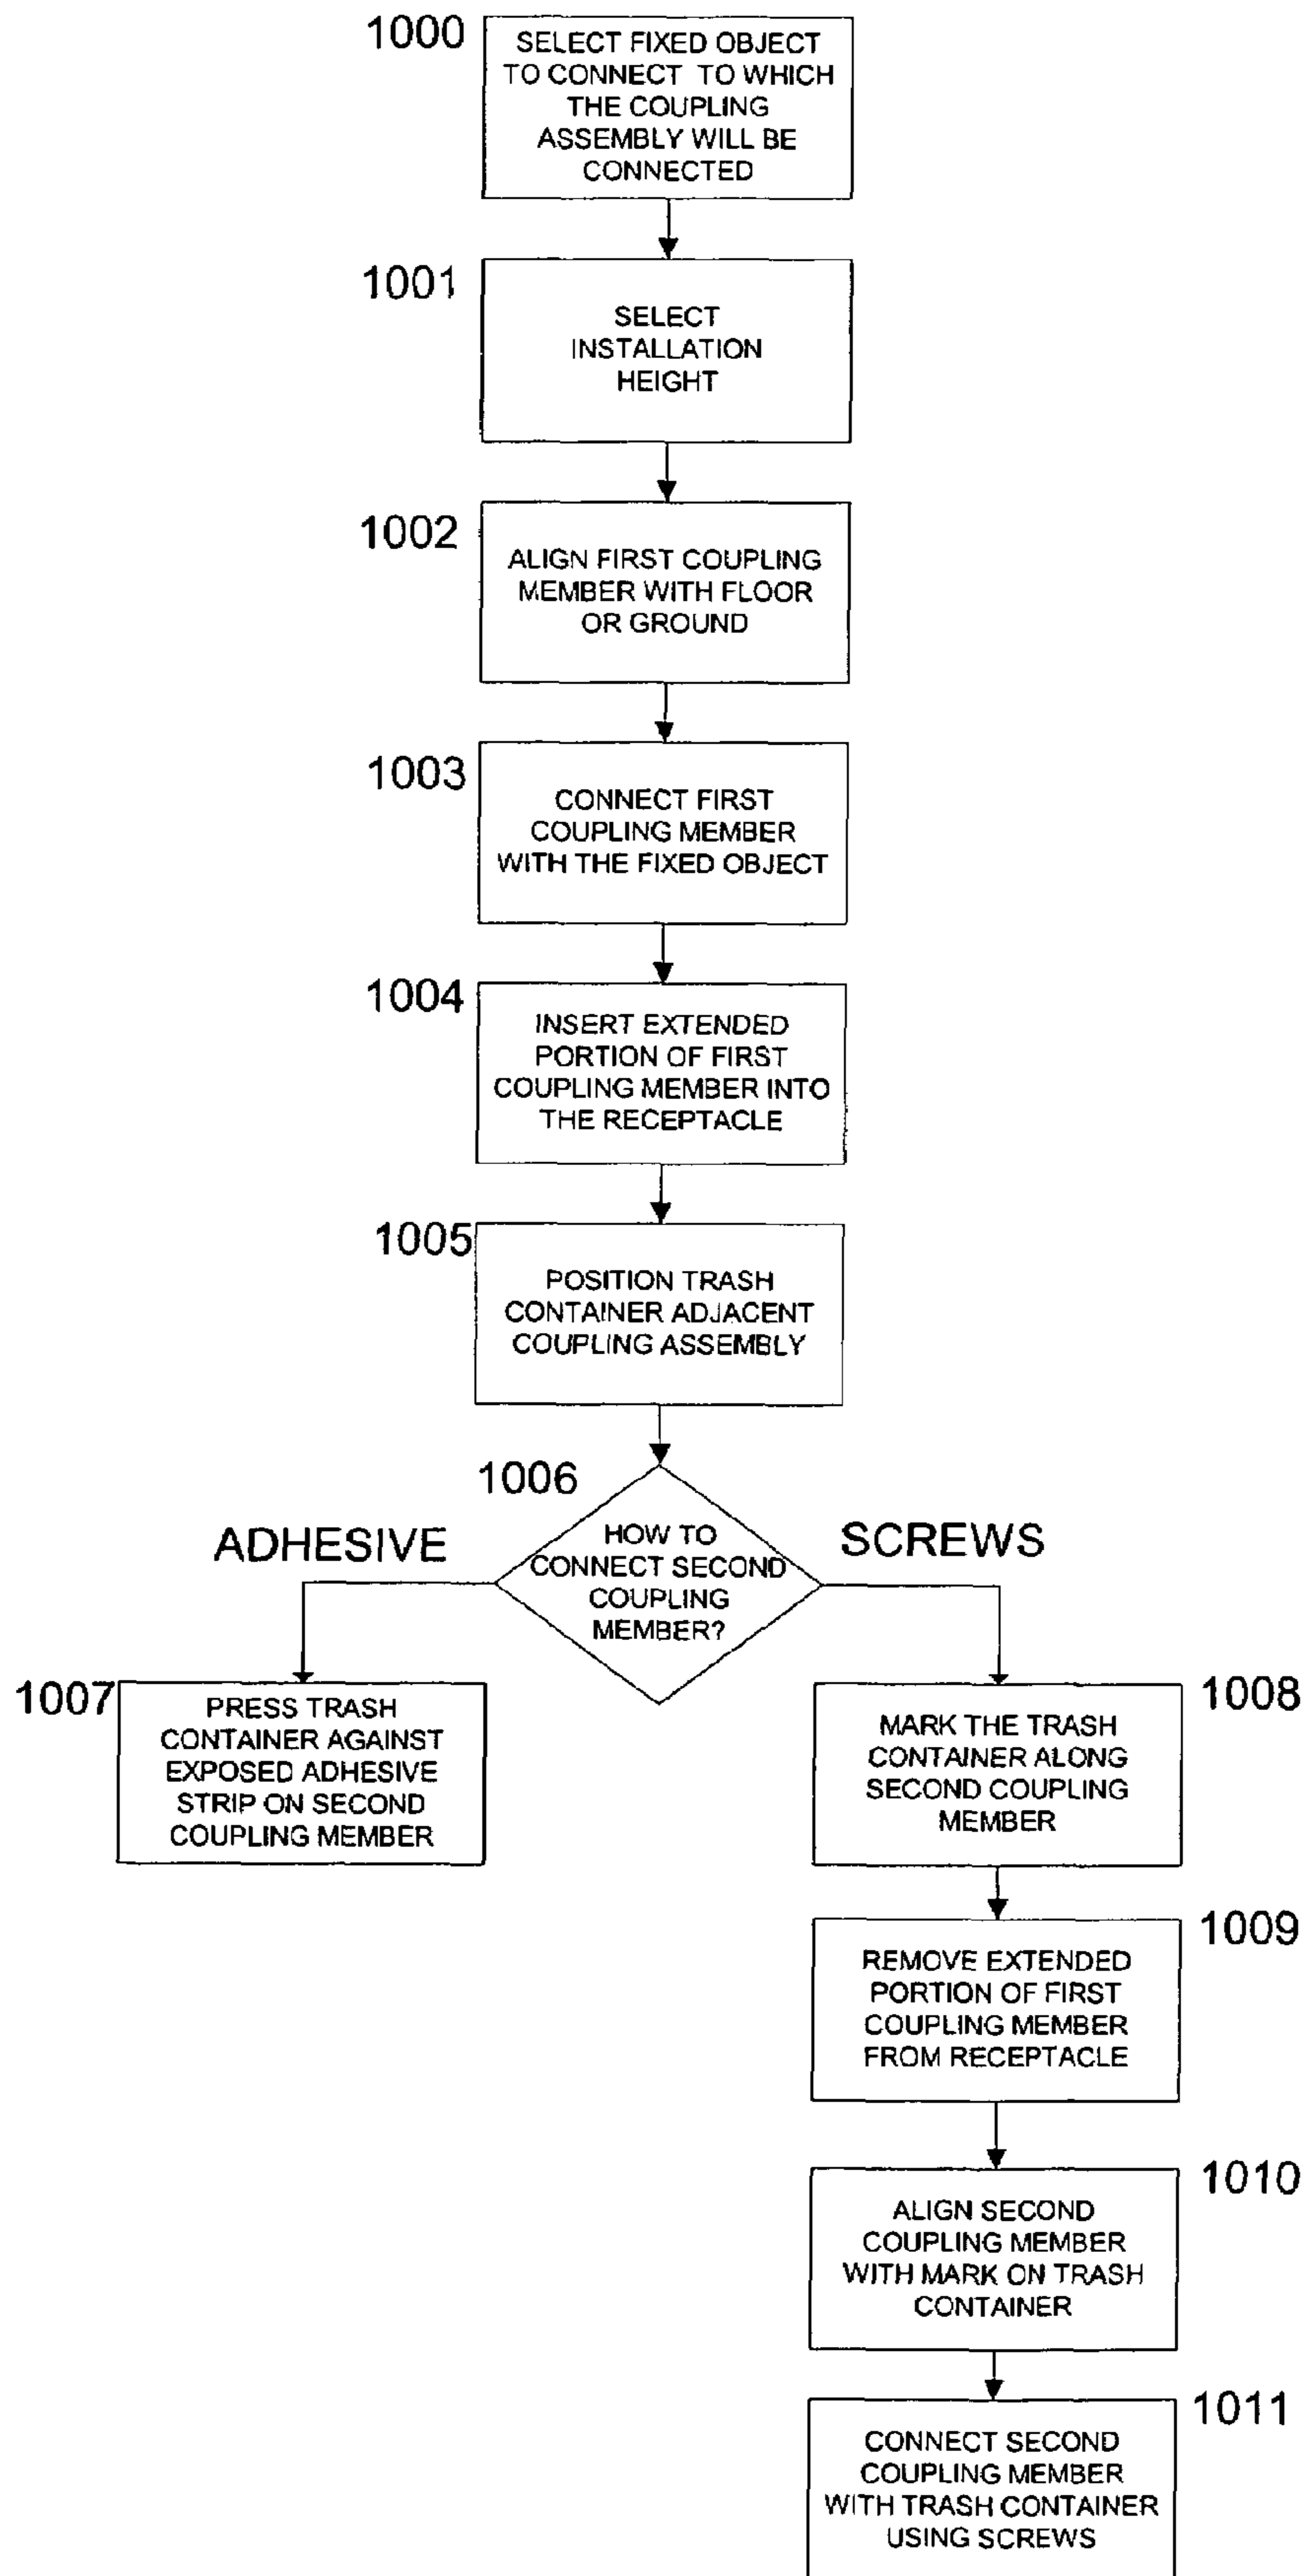 1000
SELECT FIXED OBJECT
TO CONNECT TO WHICH
THE COUPLING
ASSEMBLY WILL BE
CONNECTED
1001
SELECT
INSTALLATION
HEIGHT
1002
ALIGN FIRST COUPLING
MEMBER WITH FLOOR
OR GROUND
1003
CONNECT FIRST
COUPLING MEMBER
WITH THE FIXED OBJECT
1004
INSERT EXTENDED
PORTION OF FIRST
COUPLING MEMBER INTO
THE RECEPTACLE
1005
POSITION TRASH
CONTAINER ADJACENT
COUPLING ASSEMBLY
1006
HOW TO
CONNECT SECOND
COUPLING
MEMBER?
ADHESIVE
SCREWS
1007
PRESS TRASH
CONTAINER AGAINST
EXPOSED ADHESIVE
STRIP ON SECOND
COUPLING MEMBER
1008
MARK THE TRASH
CONTAINER ALONG
SECOND COUPLING
MEMBER
1009
REMOVE EXTENDED
PORTION OF FIRST
COUPLING MEMBER
FROM RECEPTACLE
1010
ALIGN SECOND
COUPLING MEMBER
WITH MARK ON TRASH
CONTAINER
1011
CONNECT SECOND
COUPLING MEMBER
WITH TRASH CONTAINER
USING SCREWS